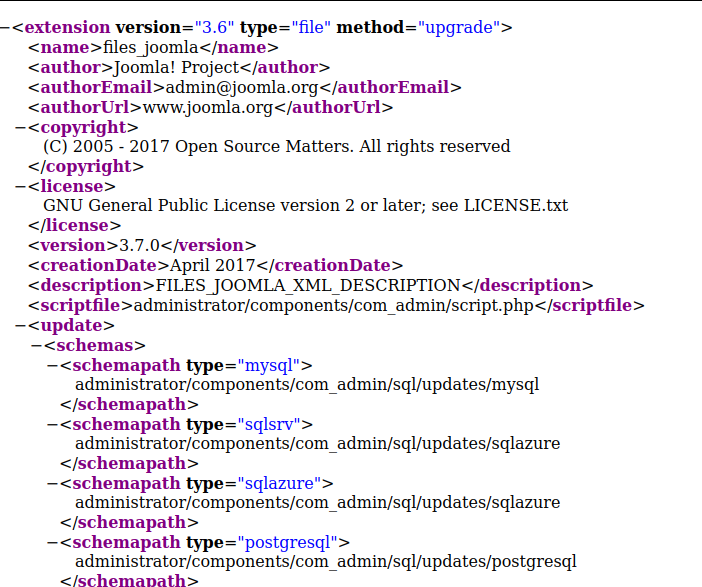 −<extension version="3.6" type="file" method="upgrade">
<name>files_joomla</name>
<author>Joomla! Project</author>
<authorEmail>admin@joomla.org</authorEmail>
<authorUrl>www.joomla.org</authorUrl>
−<copyright>
(C) 2005 - 2017 Open Source Matters. All rights reserved
</copyright>
−<license>
GNU General Public License version 2 or later; see LICENSE.txt
</license>
<version>3.7.0</version>
<creationDate>April 2017</creationDate>
<description>FILES_JOOMLA_XML_DESCRIPTION</description>
<scriptfile>administrator/components/com_admin/script.php</scriptfile>
−<update>
−<schemas>
−<schemapath type="mysql">
administrator/components/com_admin/sql/updates/mysql
</schemapath>
−<schemapath type="sqlsrv">
administrator/components/com_admin/sql/updates/sqlazure
</schemapath>
−<schemapath type="sqlazure">
administrator/components/com_admin/sql/updates/sqlazure
</schemapath>
−<schemapath type="postgresql">
administrator/components/com_admin/sql/updates/postgresql
</schemapath>